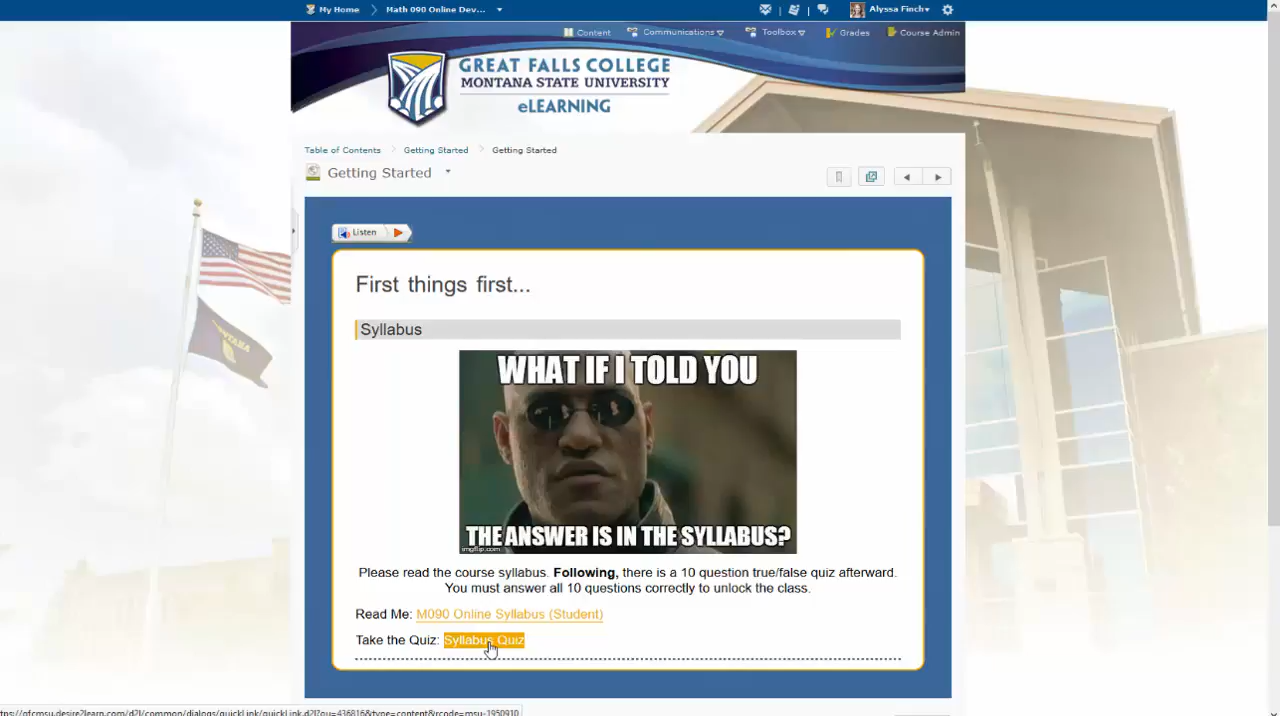 My Home
Math 090 Online Dev...
Alyssa Finch
Content
Communications
Toolbox
Grades
Course Admin
GREAT FALLS COLLEGE
MONTANA STATE UNIVERSITY
eLEARNING
Table of Contents
Getting Started
Getting Started
Getting Started
Listen
First things first...
Syllabus
WHAT IF I TOLD YOU
THE ANSWER IS IN THE SYLLABUS?
imgflip.com
Please read the course syllabus. Following, there is a 10 question true/false quiz afterward.
You must answer all 10 questions correctly to unlock the class.
Read Me: M090 Online Syllabus (Student)
Take the Quiz: Syllabus Quiz